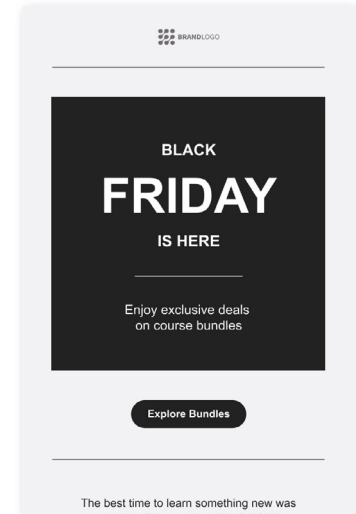 BRANDLOGO
BLACK
FRIDAY
IS HERE
Enjoy exclusive deals
on course bundles
Explore Bundles
The best time to learn something new was